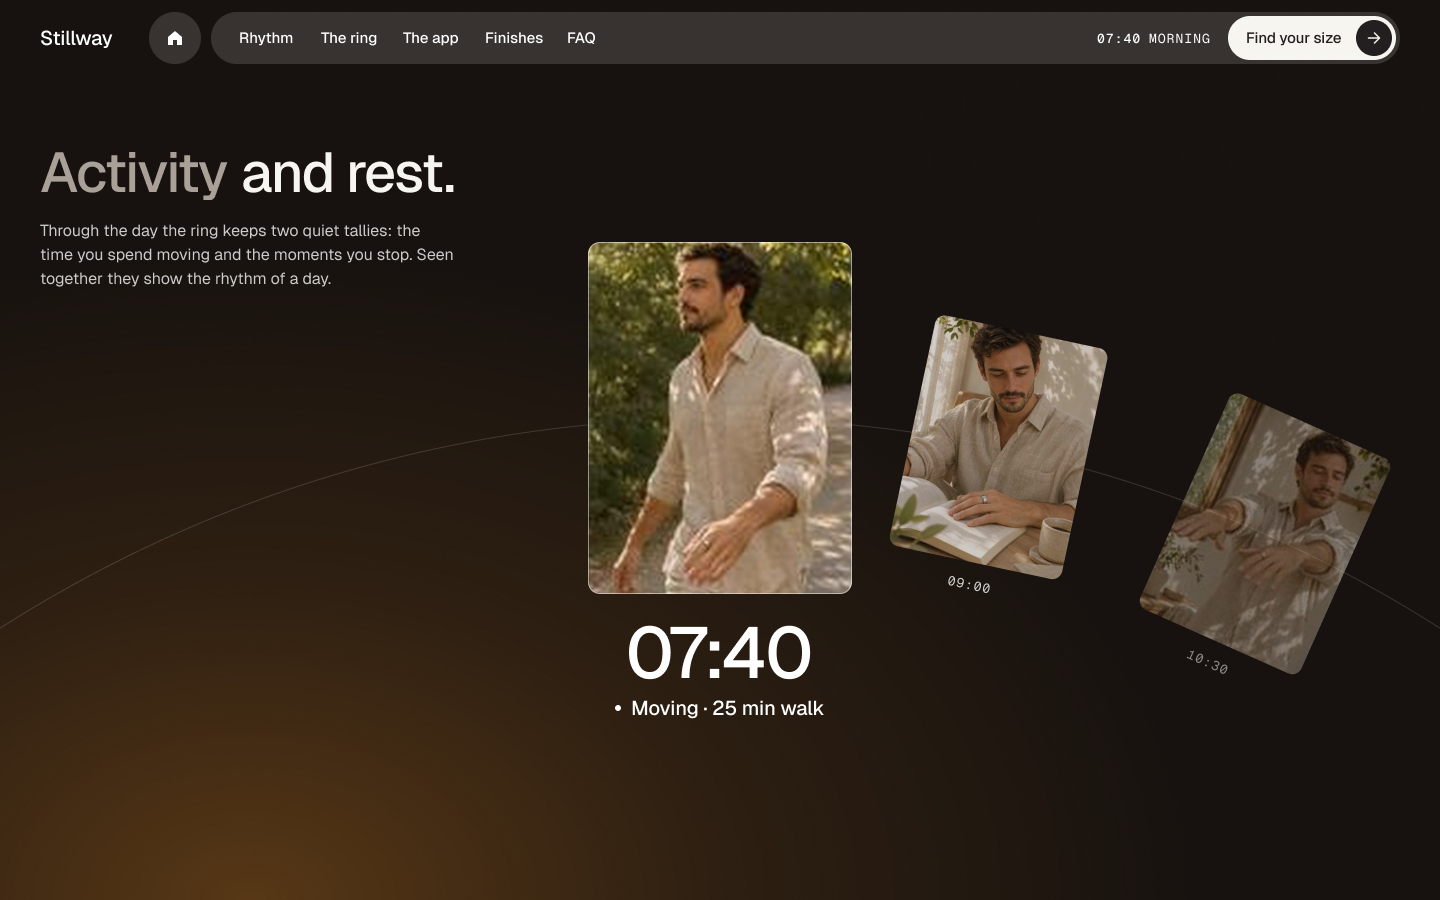 Stillway
Rhythm
The ring
The app
Finishes
FAQ
07:40 MORNING
Find your size
Activity and rest.
Through the day the ring keeps two quiet tallies: the
time you spend moving and the moments you stop. Seen
together they show the rhythm of a day.
07:40
• Moving · 25 min walk
09:00
10:30